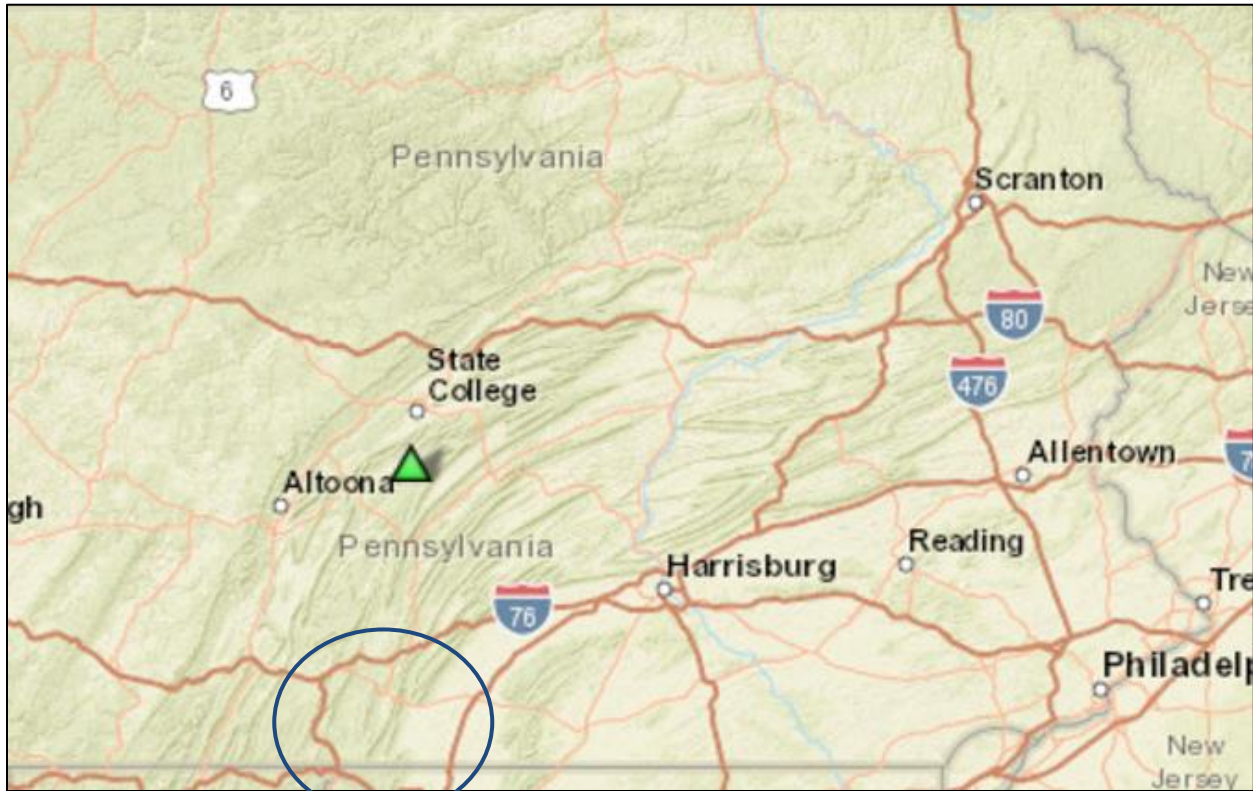 6
Pennsylvania
Scranton
New
Jerse
80
State
College
476
Allentown
7
Altoona
gh
Pennsylvania
Reading
Harrisburg
Tre
76
Philadelp
New
Jersey